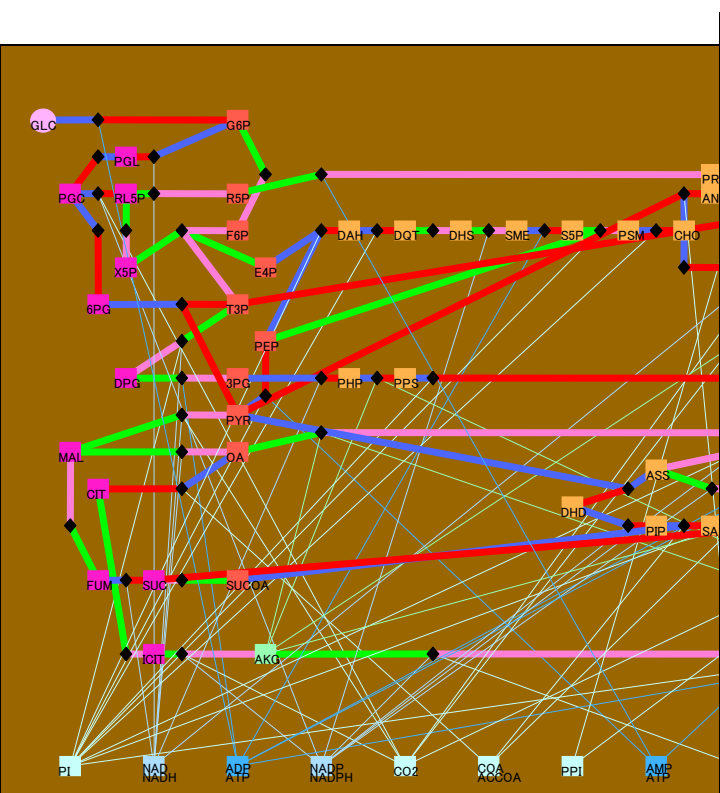 GLC
G6P
PGL
PR
PGC
RL5P
R5P
AN
F6P
DAH
DQT
DHS
SME
S5P
PSM
CHO
X5P
E4P
6PG
T3P
PEP
DPG
3PG
PHP
PPS
PYR
MAL
OA
ASS
CIT
DHD
PIP
SA
FUM
SUC
SUCOA
ICIT
AKG
PI
NAD
NADH
ADP
ATP
NADP
NADPH
CO2
COA
ACCOA
PPI
AMP
ATP